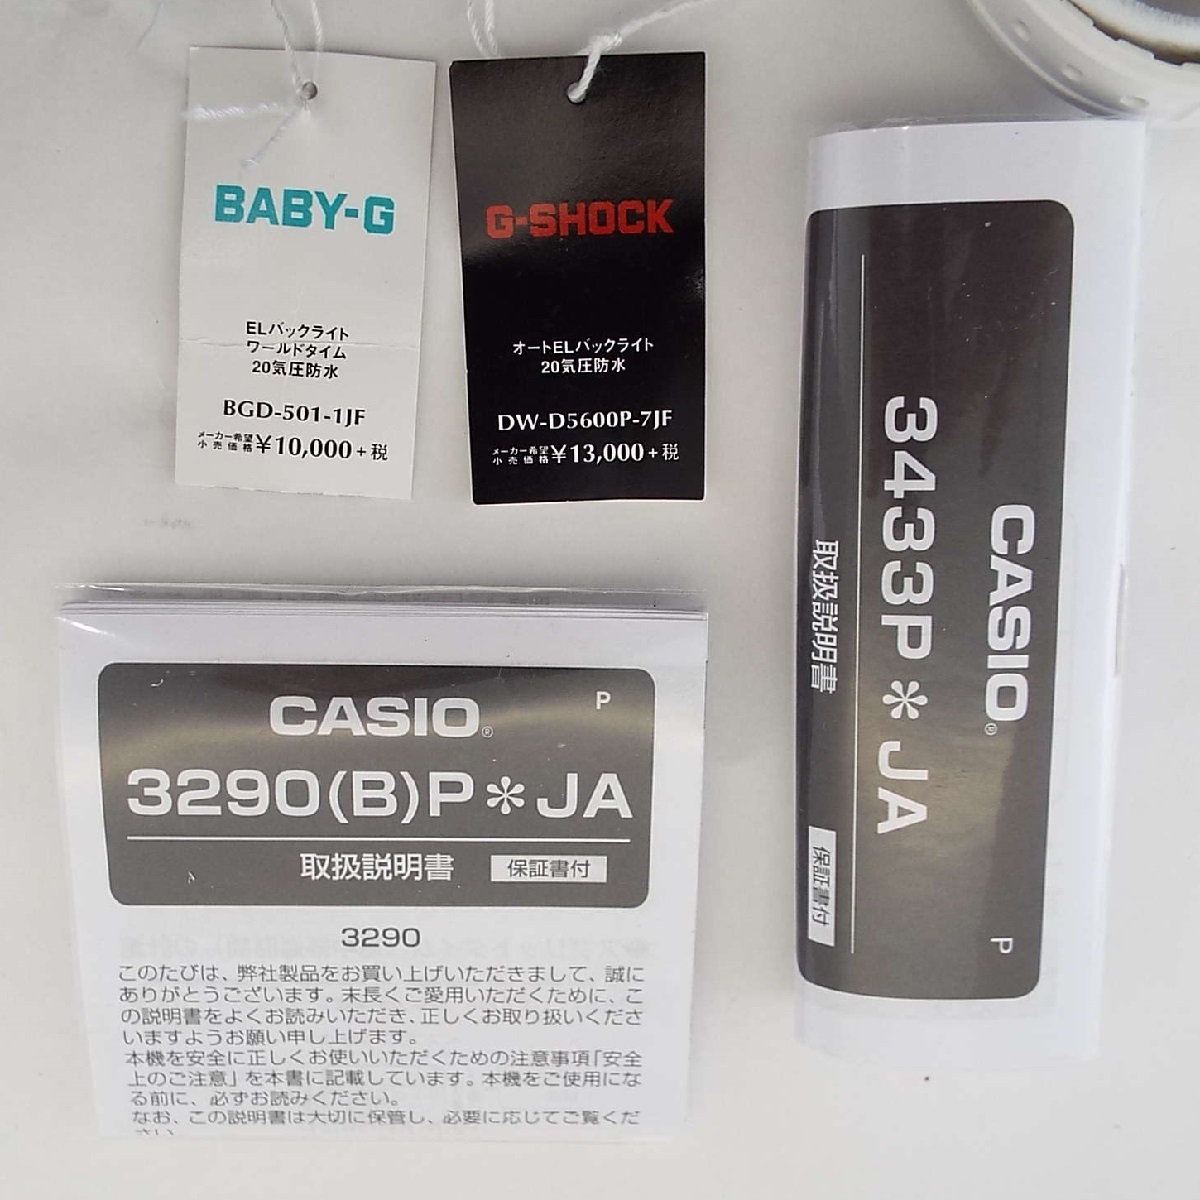 BABY-G
ELバックライト
ワールドタイム
20気圧防水
BGD-501-1JF
メーカー希望
小売価格 ¥10,000+税
G-SHOCK
オートELバックライト
20気圧防水
DW-D5600P-7JF
メーカー希望
小売価格 ¥13,000+税
CASIO®
3433P✻JA
取扱説明書
保証書付
P
P
CASIO®
3290(B)P✻JA
取扱説明書 保証書付
3290
このたびは、弊社製品をお買い上げいただきまして、誠に
ありがとうございます。末長くご愛用いただくために、こ
の説明書をよくお読みいただき、正しくお取り扱いくださ
いますようお願い申し上げます。
本機を安全に正しくお使いいただくための注意事項「安全
上のご注意」を本書に記載しています。本機をご使用にな
る前に、必ずお読みください。
なお、この説明書は大切に保管し、必要に応じてご覧くだ
さい。